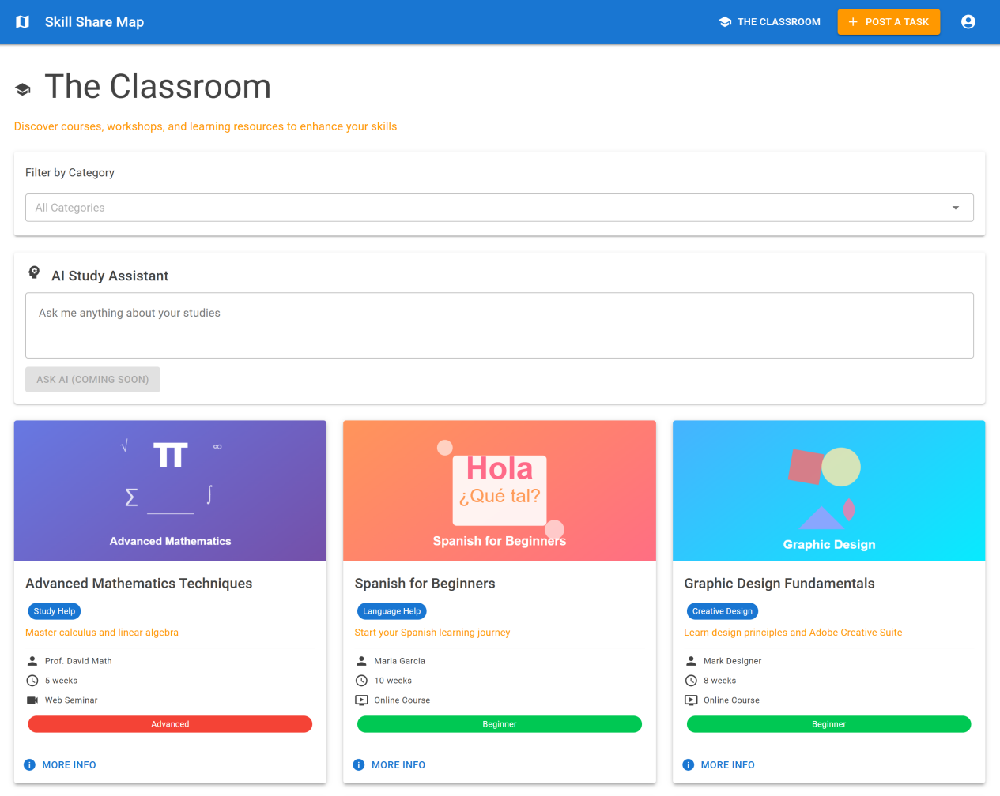 Skill Share Map
THE CLASSROOM
POST A TASK
The Classroom
Discover courses, workshops, and learning resources to enhance your skills
Filter by Category
All Categories
AI Study Assistant
Ask me anything about your studies
ASK AI (COMING SOON)
√ π ∞
∑ ∫
Advanced Mathematics
Advanced Mathematics Techniques
Study Help
Master calculus and linear algebra
Prof. David Math
5 weeks
Web Seminar
Advanced
MORE INFO
Hola
¿Qué tal?
Spanish for Beginners
Spanish for Beginners
Language Help
Start your Spanish learning journey
Maria Garcia
10 weeks
Online Course
Beginner
MORE INFO
Graphic Design
Graphic Design Fundamentals
Creative Design
Learn design principles and Adobe Creative Suite
Mark Designer
8 weeks
Online Course
Beginner
MORE INFO